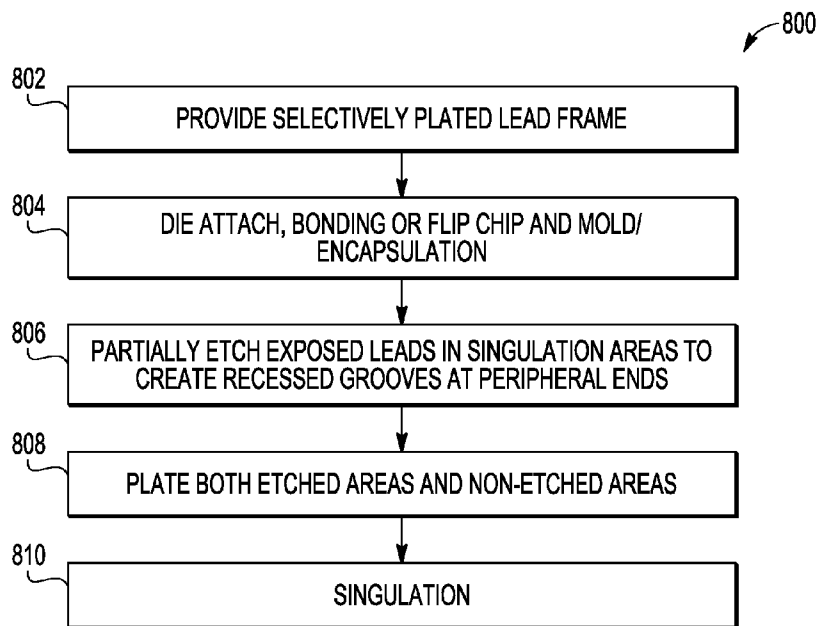 800
802
PROVIDE SELECTIVELY PLATED LEAD FRAME
804
DIE ATTACH, BONDING OR FLIP CHIP AND MOLD/
ENCAPSULATION
806
PARTIALLY ETCH EXPOSED LEADS IN SINGULATION AREAS TO
CREATE RECESSED GROOVES AT PERIPHERAL ENDS
808
PLATE BOTH ETCHED AREAS AND NON-ETCHED AREAS
810
SINGULATION